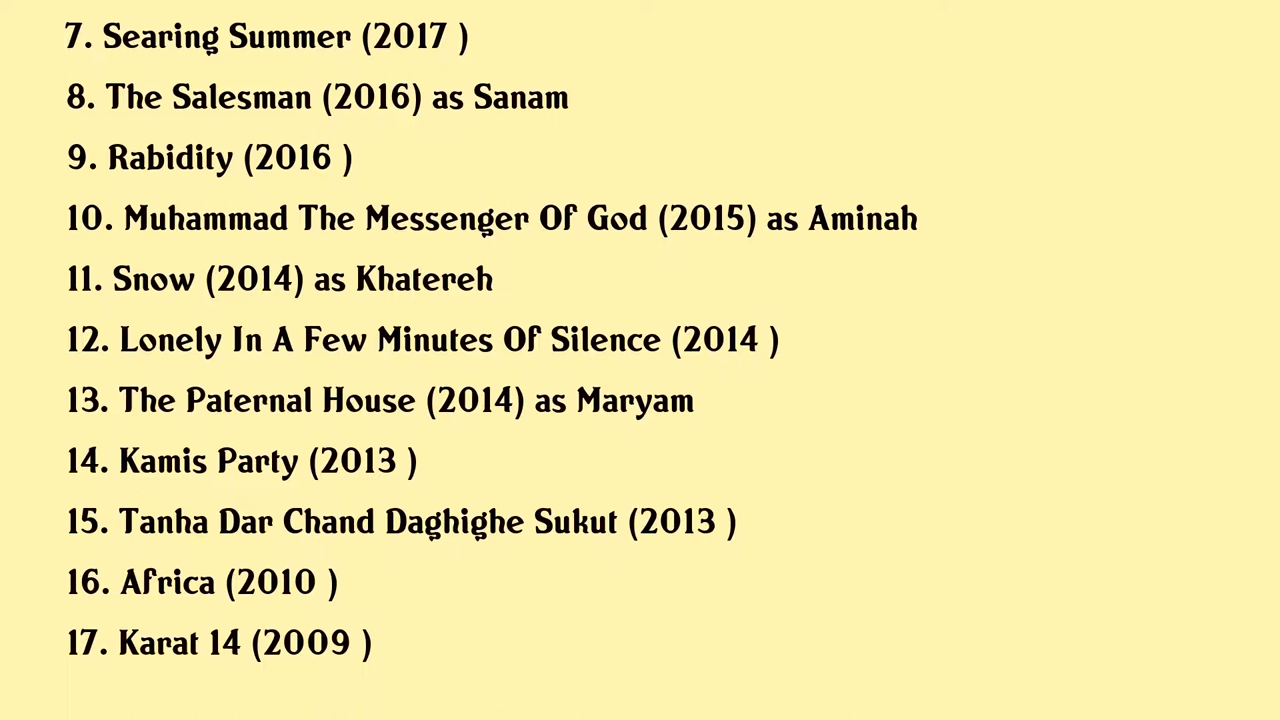 7. Searing Summer (2017 )
8. The Salesman (2016) as Sanam
9. Rabidity (2016 )
10. Muhammad The Messenger Of God (2015) as Aminah
11. Snow (2014) as Khatereh
12. Lonely In A Few Minutes Of Silence (2014 )
13. The Paternal House (2014) as Maryam
14. Kamis Party (2013 )
15. Tanha Dar Chand Daghighe Sukut (2013 )
16. Africa (2010 )
17. Karat 14 (2009 )